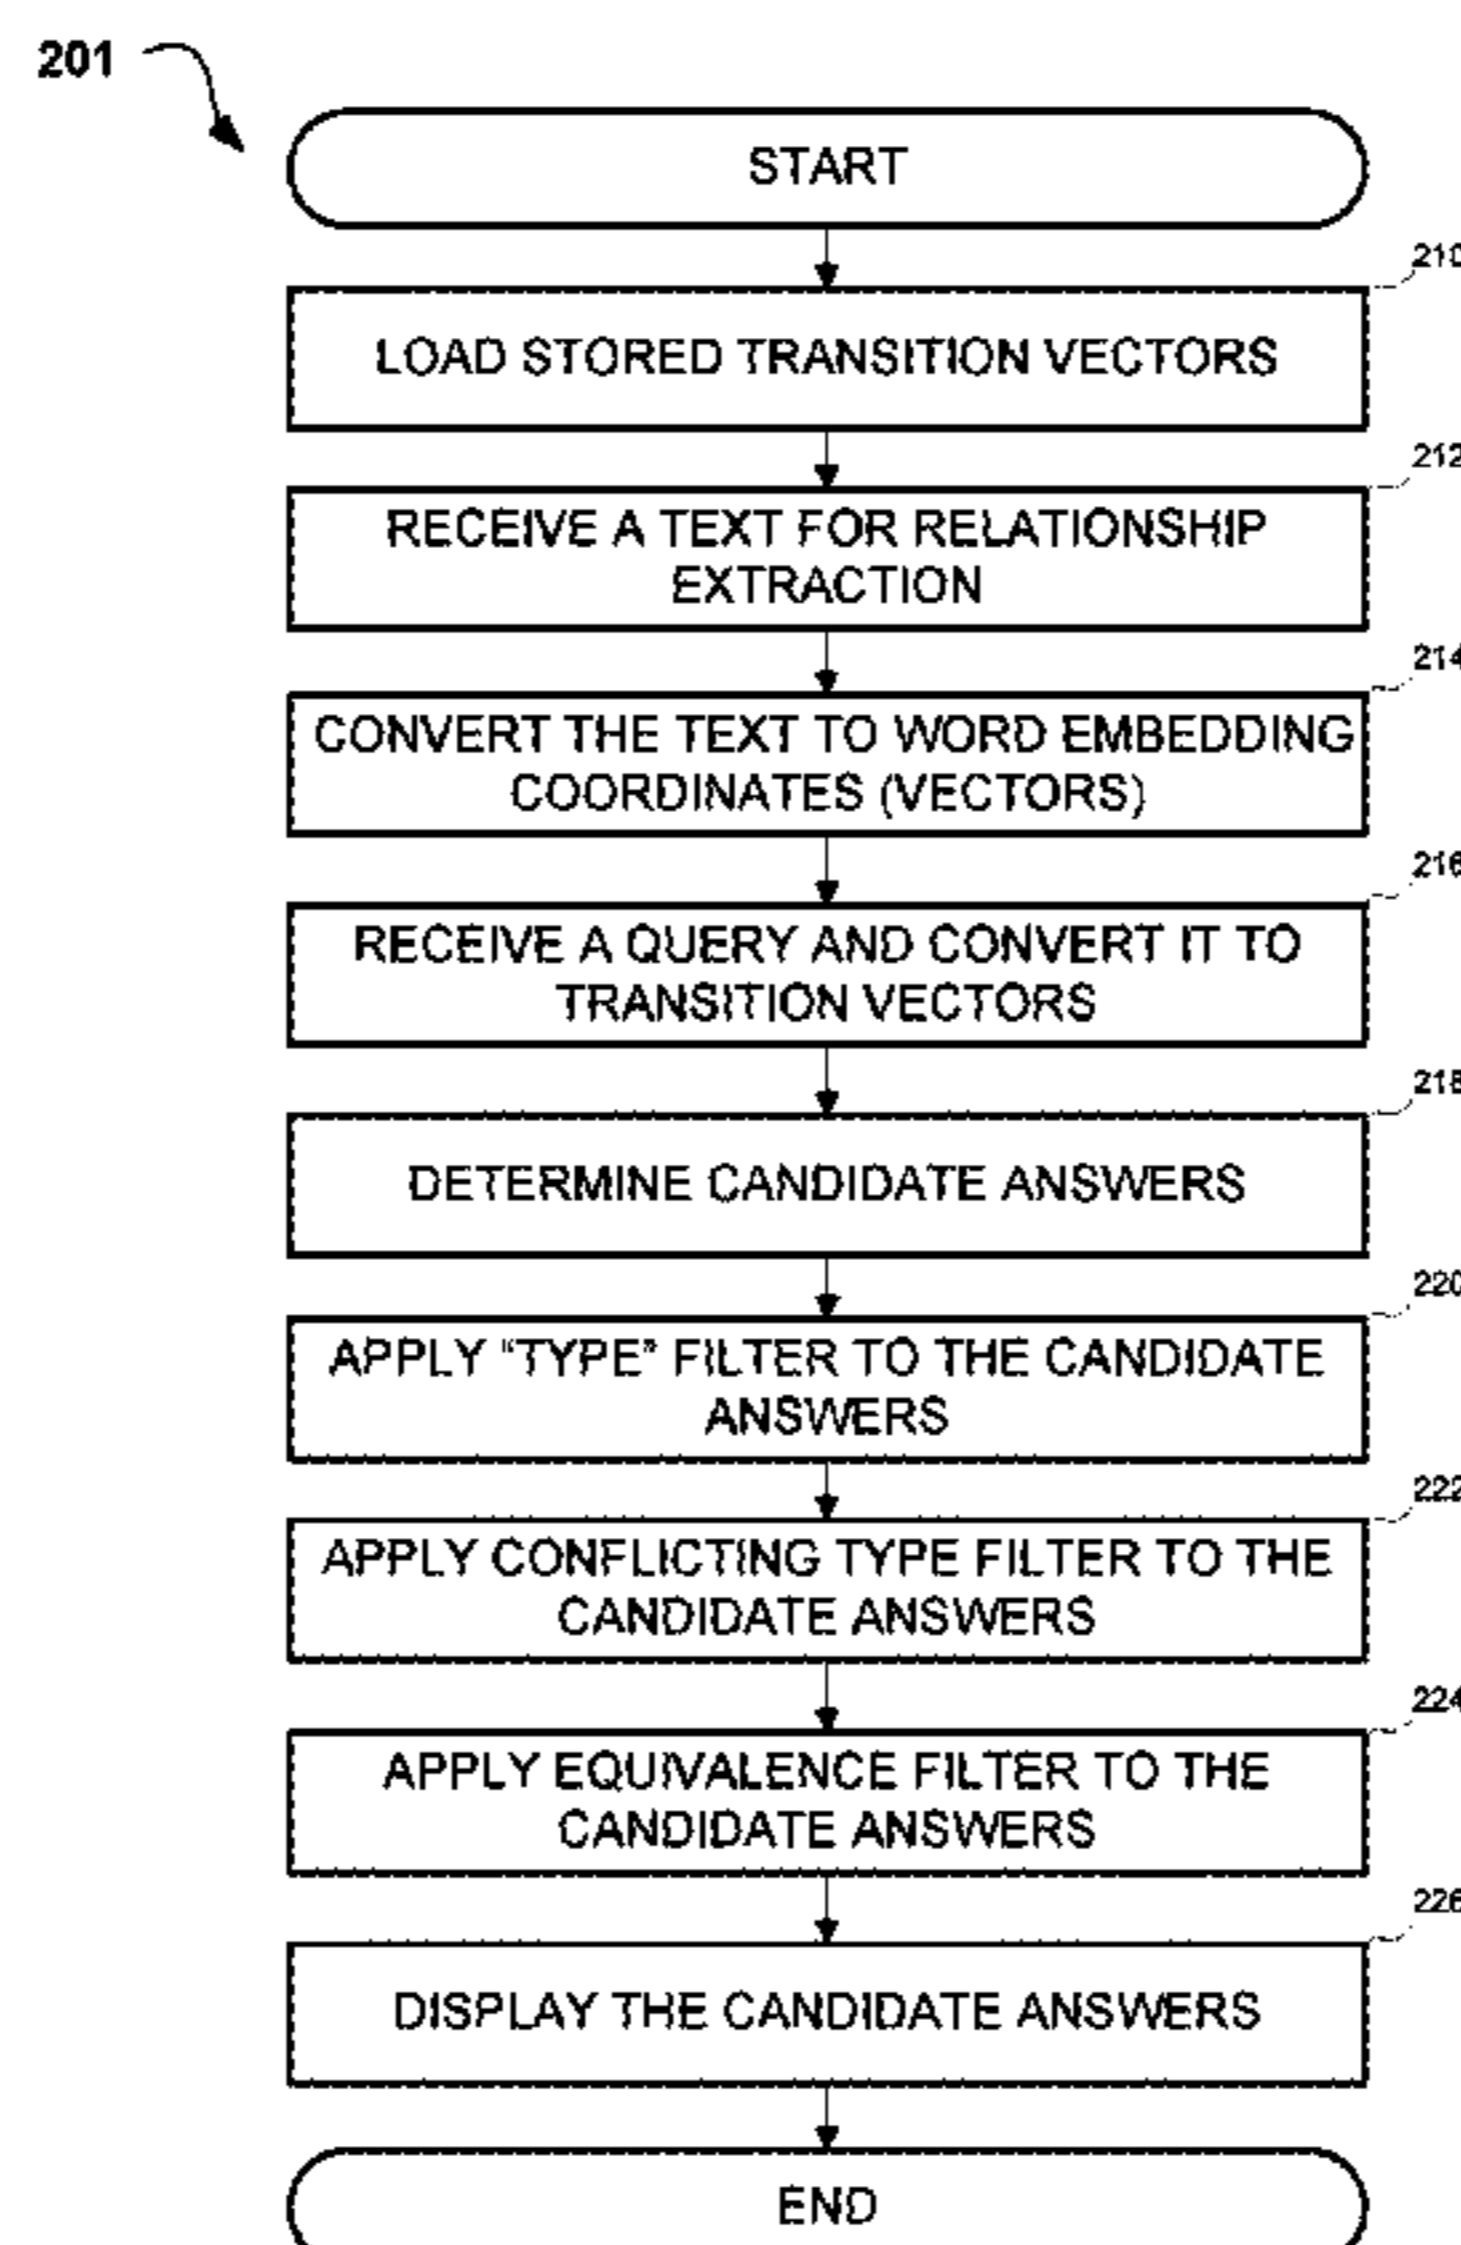 201
START
210
LOAD STORED TRANSITION VECTORS
212
RECEIVE A TEXT FOR RELATIONSHIP
EXTRACTION
214
CONVERT THE TEXT TO WORD EMBEDDING
COORDINATES (VECTORS)
216
RECEIVE A QUERY AND CONVERT IT TO
TRANSITION VECTORS
218
DETERMINE CANDIDATE ANSWERS
220
APPLY "TYPE" FILTER TO THE CANDIDATE
ANSWERS
222
APPLY CONFLICTING TYPE FILTER TO THE
CANDIDATE ANSWERS
224
APPLY EQUIVALENCE FILTER TO THE
CANDIDATE ANSWERS
226
DISPLAY THE CANDIDATE ANSWERS
END